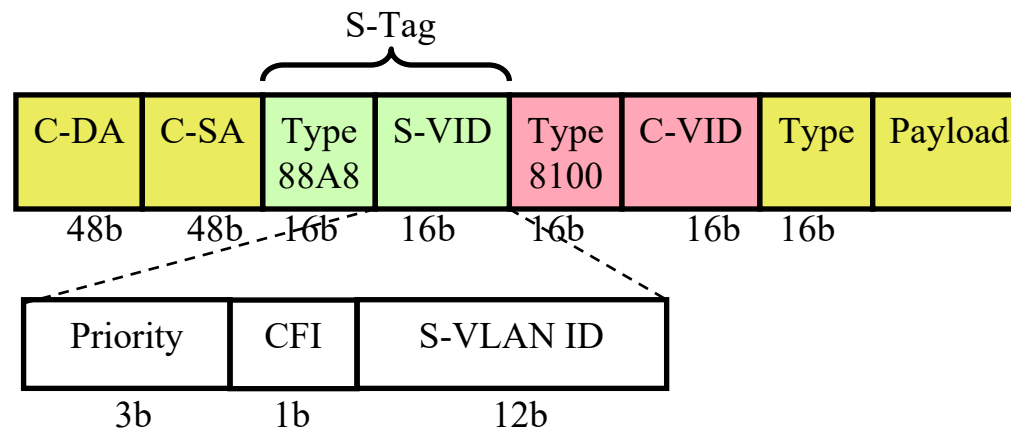 S-Tag
C-DA C-SA Type S-VID Type C-VID Type Payload
88A8 8100
48b 48b 16b 16b 16b 16b 16b
Priority CFI S-VLAN ID
3b 1b 12b